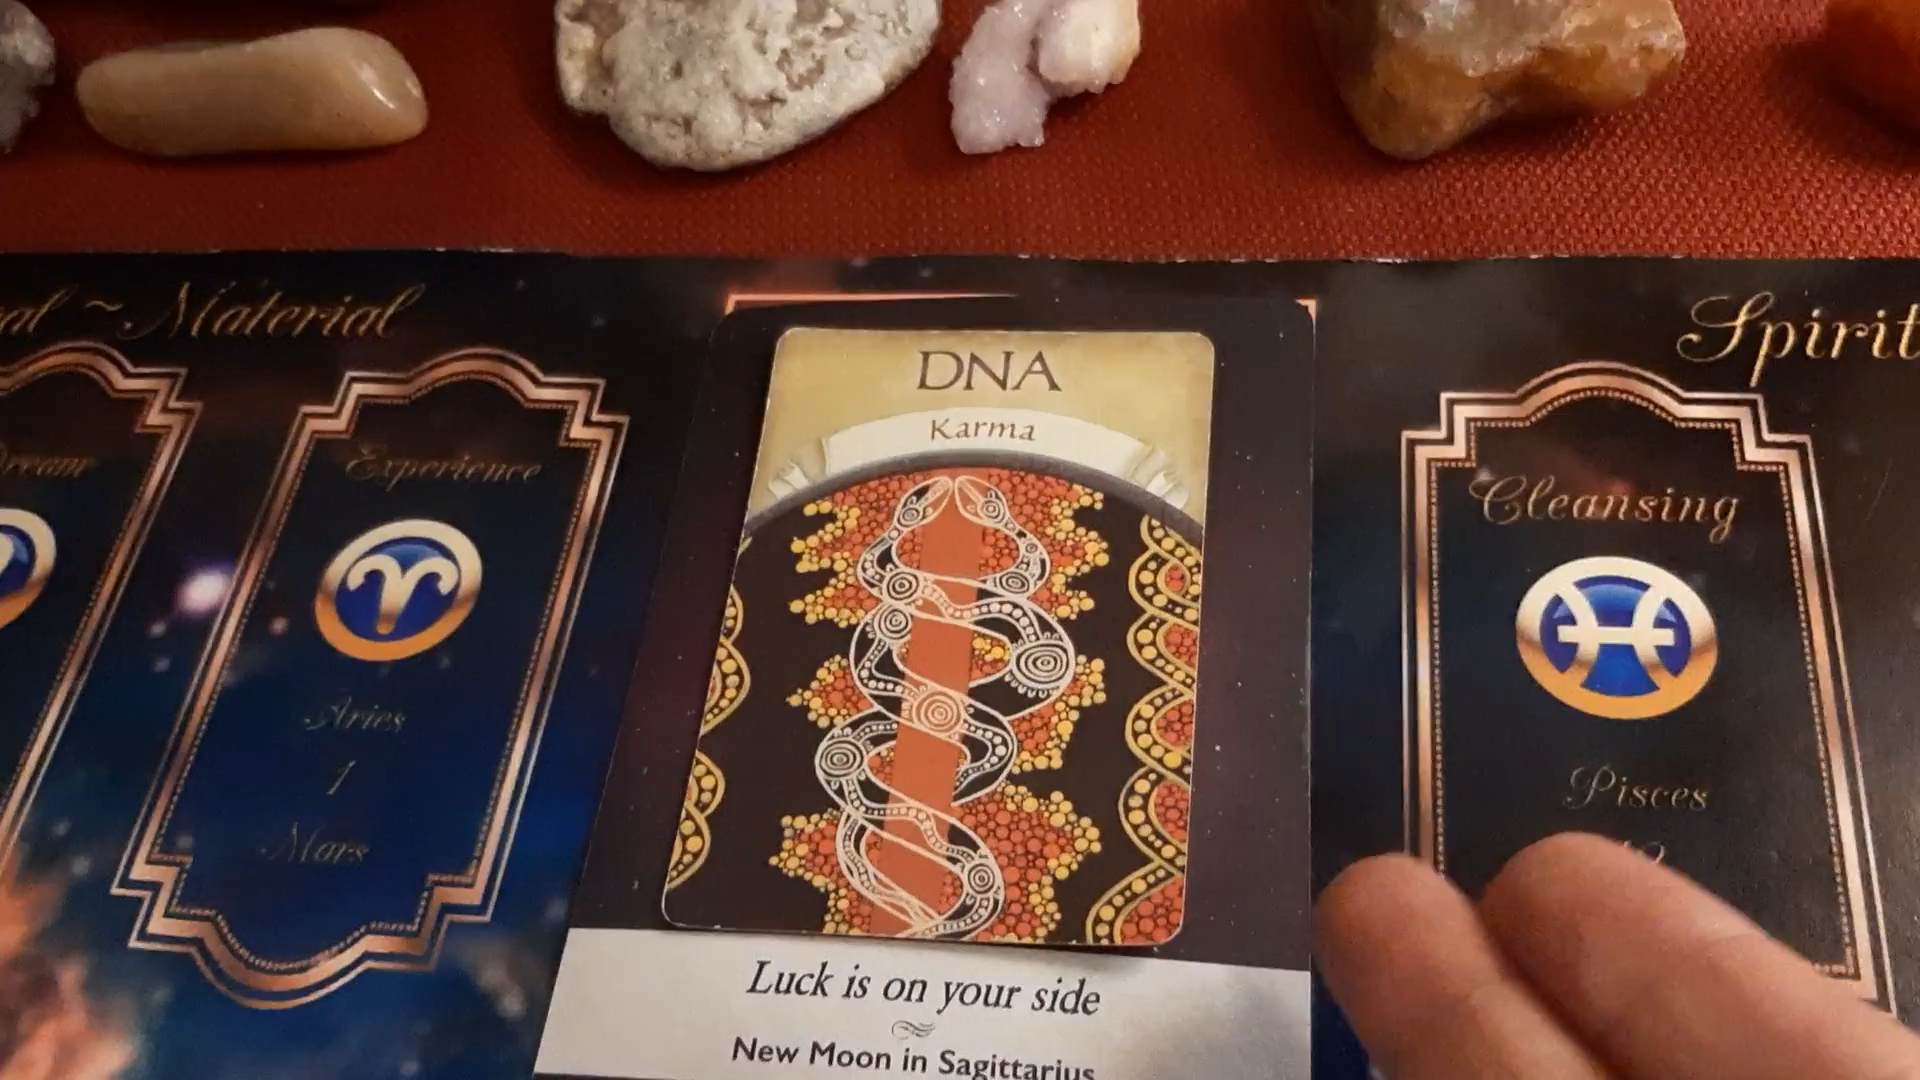 Material
Spirit
DNA
Karma
Experience
Cleansing
Aries
1
Mars
Pisces
Luck is on your side
New Moon in Sagittarius